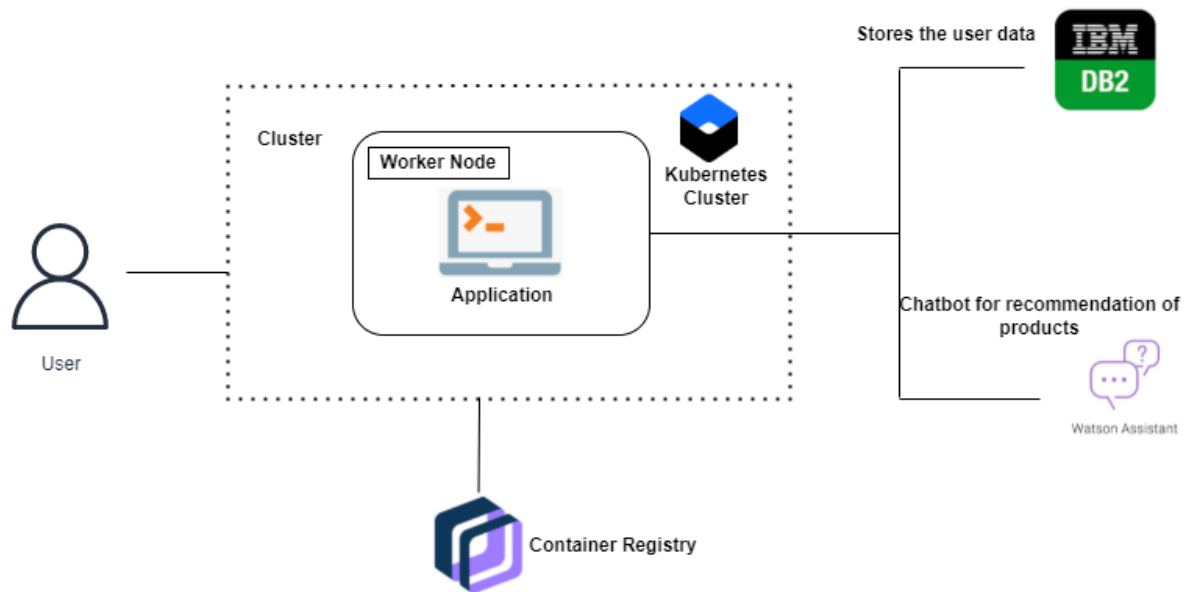 Stores the user data
IBM
DB2
Cluster
Worker Node
Kubernetes
Cluster
Application
User
Chatbot for recommendation of
products
?
Watson Assistant
Container Registry